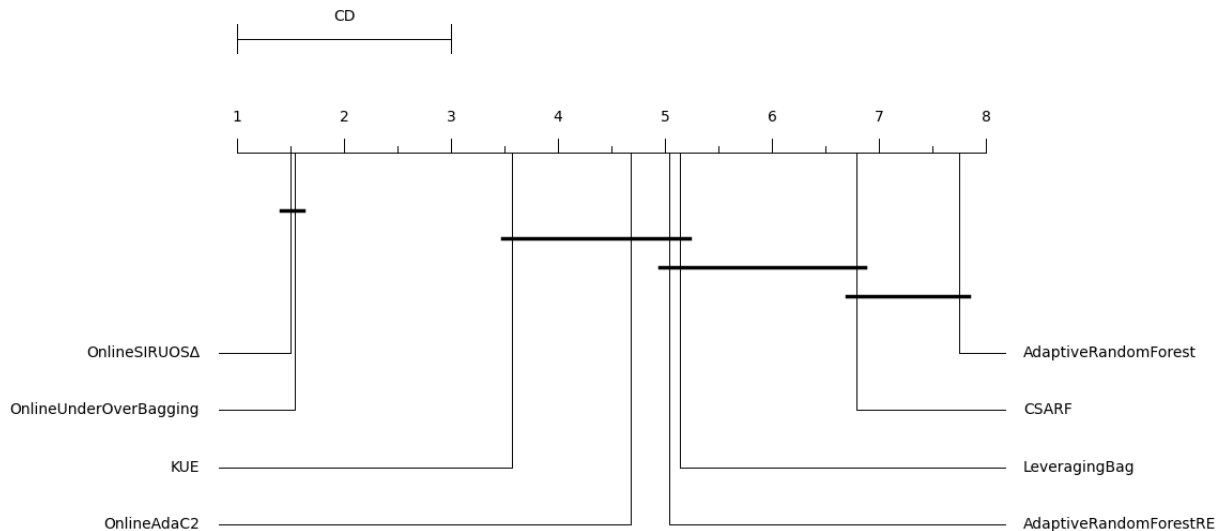 CD
1 2 3 4 5 6 7 8
OnlineSIRUOSΔ AdaptiveRandomForest
OnlineUnderOverBagging CSARF
KUE LeveragingBag
OnlineAdaC2 AdaptiveRandomForestRE